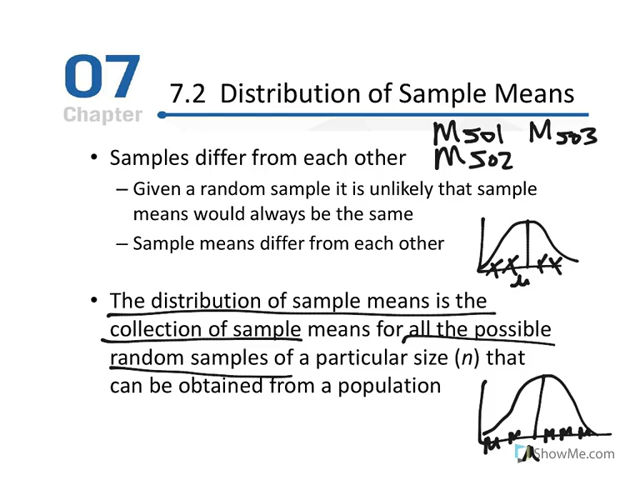 07
Chapter
7.2 Distribution of Sample Means
M501 M503
• Samples differ from each other
M502
– Given a random sample it is unlikely that sample
means would always be the same
– Sample means differ from each other
x x x x
μ
• The distribution of sample means is the
collection of sample means for all the possible
random samples of a particular size (n) that
can be obtained from a population
M M M M M
ShowMe.com